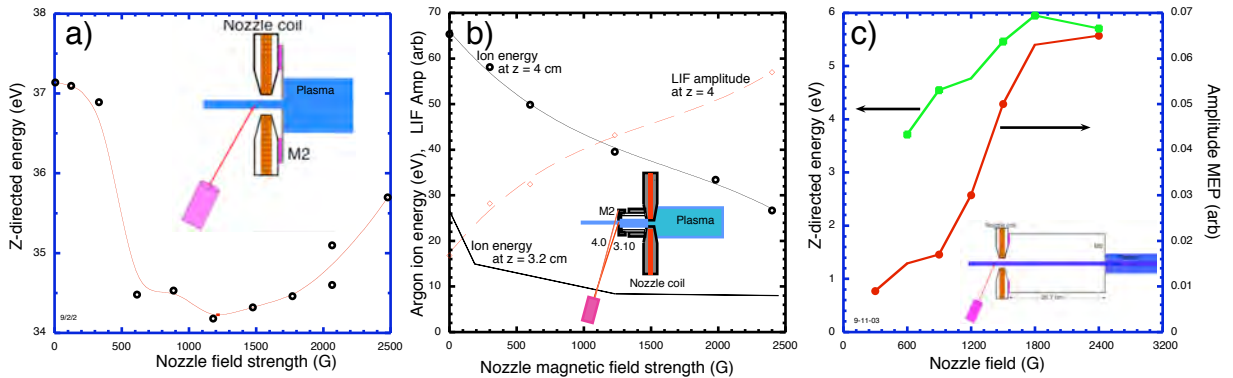 a)
Nozzle coil
Plasma
M2
38
37
36
35
34
Z-directed energy (eV)
9/2/2
0 500 1000 1500 2000 2500
Nozzle field strength (G)
b)
Ion energy
at z = 4 cm
LIF amplitude
at z = 4
M2
Plasma
4.0
3.10
Ion energy
at z = 3.2 cm
Nozzle coil
70
60
50
40
30
20
10
0
Argon ion energy (eV), LIF Amp (arb)
0 500 1000 1500 2000 2500
Nozzle magnetic field strength (G)
c)
6
5
4
3
2
1
0
Z-directed energy (eV)
0.07
0.06
0.05
0.04
0.03
0.02
0.01
0
Amplitude MEP (arb)
Nozzle coil
9-11-03
0 600 1200 1800 2400 3200
Nozzle field (G)